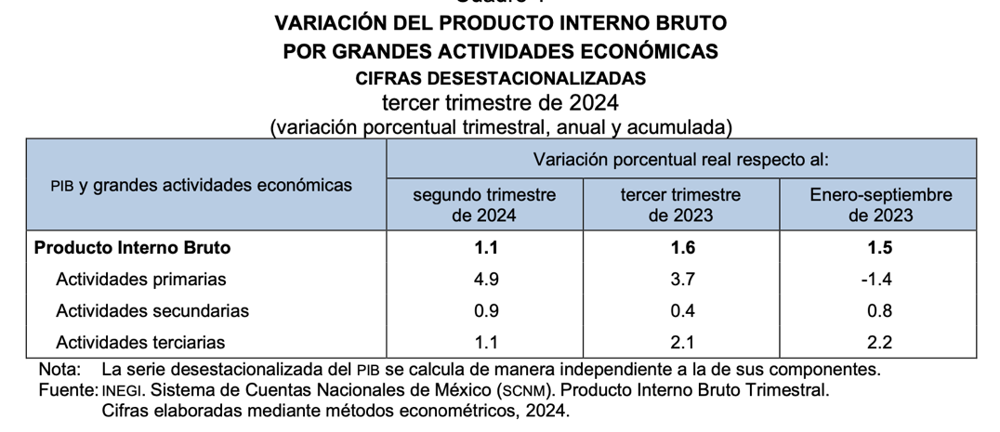 Cuadro
VARIACIÓN DEL PRODUCTO INTERNO BRUTO
POR GRANDES ACTIVIDADES ECONÓMICAS
CIFRAS DESESTACIONALIZADAS
tercer trimestre de 2024
(variación porcentual trimestral, anual y acumulada)
PIB y grandes actividades económicas
Variación porcentual real respecto al:
segundo trimestre
de 2024
tercer trimestre
de 2023
Enero-septiembre
de 2023
Producto Interno Bruto 1.1 1.6 1.5
Actividades primarias 4.9 3.7 -1.4
Actividades secundarias 0.9 0.4 0.8
Actividades terciarias 1.1 2.1 2.2
Nota: La serie desestacionalizada del PIB se calcula de manera independiente a la de sus componentes.
Fuente: INEGI. Sistema de Cuentas Nacionales de México (SCNM). Producto Interno Bruto Trimestral.
Cifras elaboradas mediante métodos econométricos, 2024.